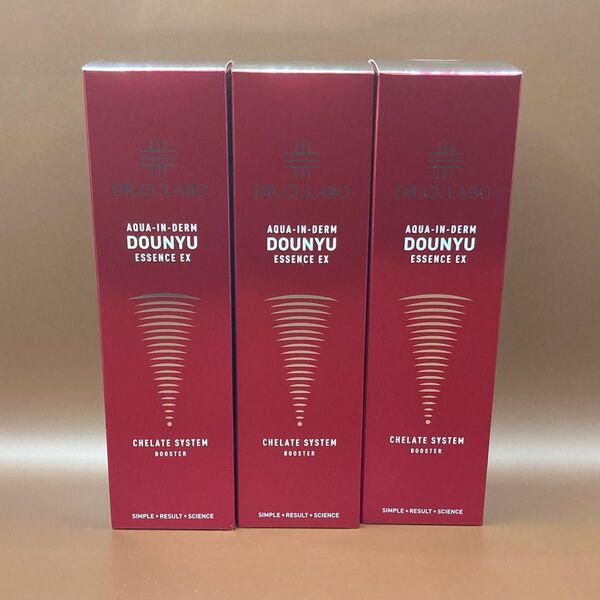 DR.CI:LABO
AQUA-IN-DERM
DOUNYU
ESSENCE EX
CHELATE SYSTEM
BOOSTER
SIMPLE + RESULT + SCIENCE
DR.CI:LABO
AQUA-IN-DERM
DOUNYU
ESSENCE EX
CHELATE SYSTEM
BOOSTER
SIMPLE + RESULT + SCIENCE
DR.CI:LABO
AQUA-IN-DERM
DOUNYU
ESSENCE EX
CHELATE SYSTEM
BOOSTER
SIMPLE + RESULT + SCIENCE